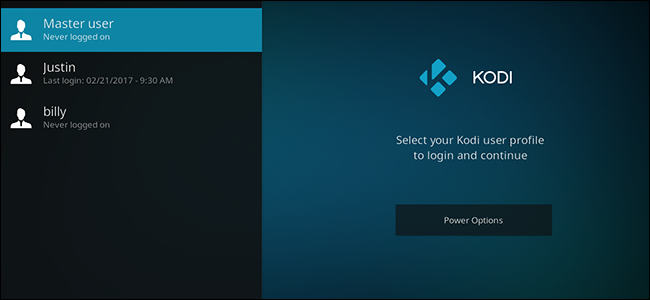 Master user
Never logged on
Justin
Last login: 02/21/2017 - 9:30 AM
billy
Never logged on
KODI
Select your Kodi user profile
to login and continue
Power Options